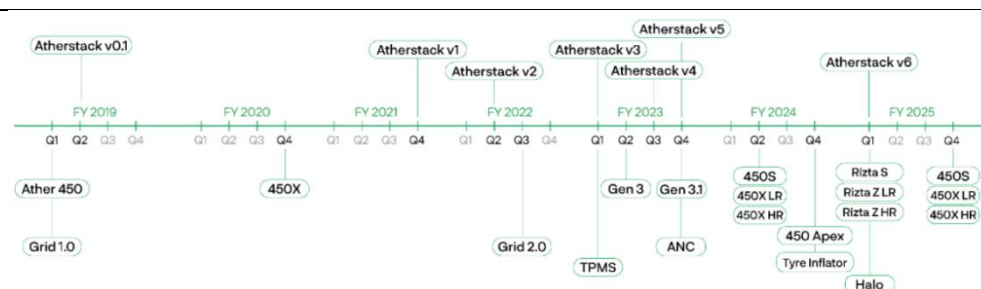 Atherstack v5
Atherstack v0.1
Atherstack v1
Atherstack v3
Atherstack v2
Atherstack v4
Atherstack v6
FY 2019 FY 2020 FY 2021 FY 2022 FY 2023 FY 2024 FY 2025
Q1 Q2 Q3 Q4 Q1 Q2 Q3 Q4 Q1 Q2 Q3 Q4 Q1 Q2 Q3 Q4 Q1 Q2 Q3 Q4 Q1 Q2 Q3 Q4 Q1 Q2 Q3 Q4
Ather 450
450X
Gen 3
Gen 3.1
450S
450X LR
450X HR
Rizta S
Rizta Z LR
Rizta Z HR
450S
450X LR
450X HR
Grid 1.0
Grid 2.0
TPMS
ANC
450 Apex
Tyre Inflator
Halo